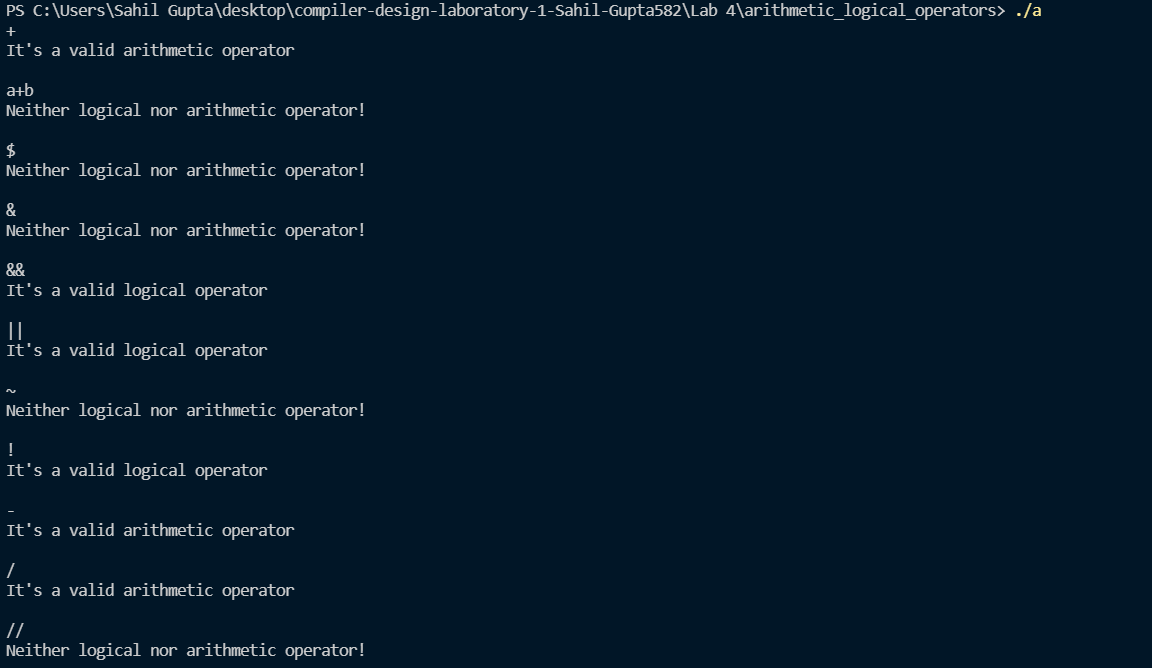 PS C:\Users\Sahil Gupta\desktop\compiler-design-laboratory-1-Sahil-Gupta582\Lab 4\arithmetic_logical_operators> ./a
+
It's a valid arithmetic operator
a+b
Neither logical nor arithmetic operator!
$
Neither logical nor arithmetic operator!
&
Neither logical nor arithmetic operator!
&&
It's a valid logical operator
||
It's a valid logical operator
~
Neither logical nor arithmetic operator!
!
It's a valid logical operator
-
It's a valid arithmetic operator
/
It's a valid arithmetic operator
//
Neither logical nor arithmetic operator!